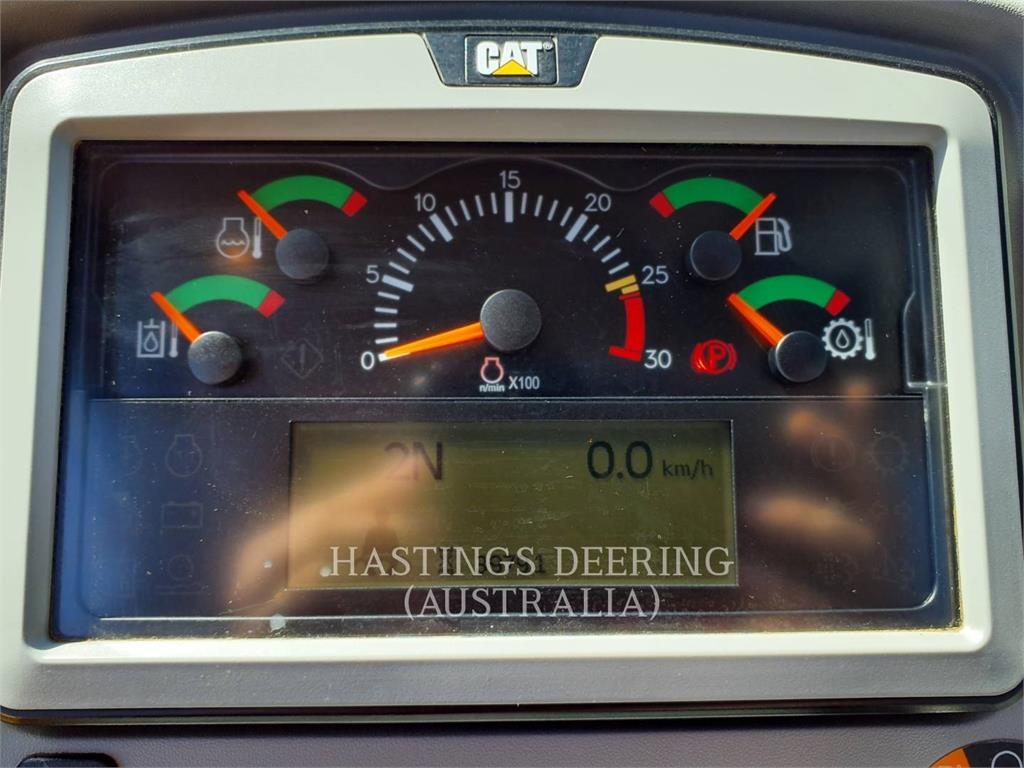 CAT
15
10 20
5 25
0 30
n/min X100
2N 0.0 km/h
HASTINGS DEERING
(AUSTRALIA)